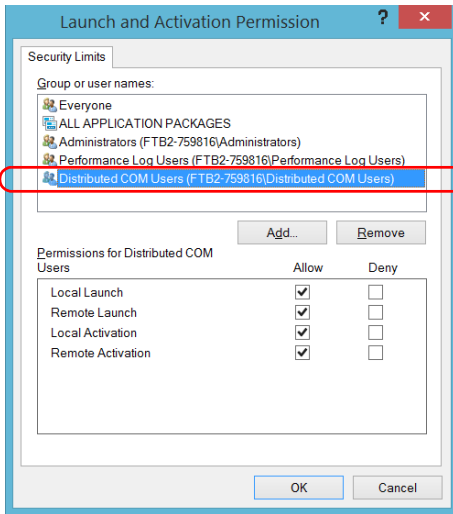 Launch and Activation Permission
?
×
Security Limits
Group or user names:
Everyone
ALL APPLICATION PACKAGES
Administrators (FTB2-759816\Administrators)
Performance Log Users (FTB2-759816\Performance Log Users)
Distributed COM Users (FTB2-759816\Distributed COM Users)
Add...
Remove
Permissions for Distributed COM
Users
Allow
Deny
Local Launch
Remote Launch
Local Activation
Remote Activation
OK
Cancel